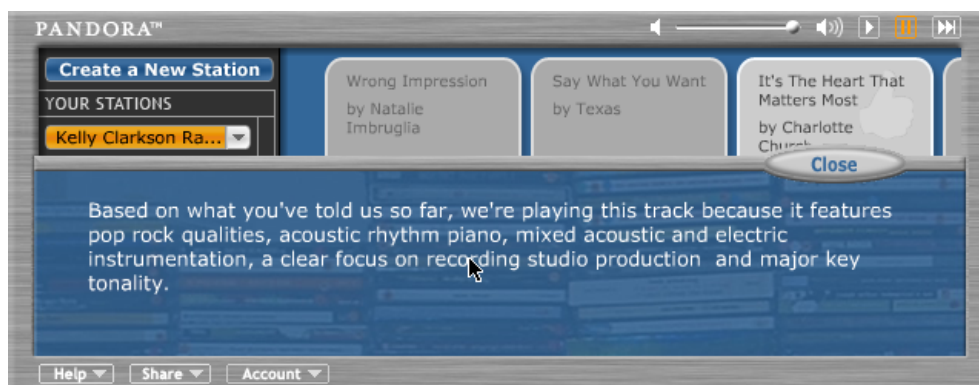 PANDORA™
Create a New Station
YOUR STATIONS
Kelly Clarkson Ra...
Wrong Impression
by Natalie
Imbruglia
Say What You Want
by Texas
It's The Heart That
Matters Most
by Charlotte
Church
Close
Based on what you've told us so far, we're playing this track because it features
pop rock qualities, acoustic rhythm piano, mixed acoustic and electric
instrumentation, a clear focus on recording studio production and major key
tonality.
Help
Share
Account